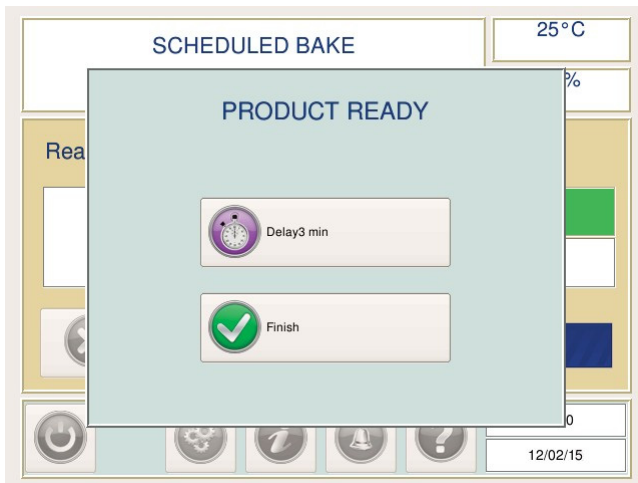 SCHEDULED BAKE
25°C
%
PRODUCT READY
Rea
Delay3 min
Finish
0
12/02/15